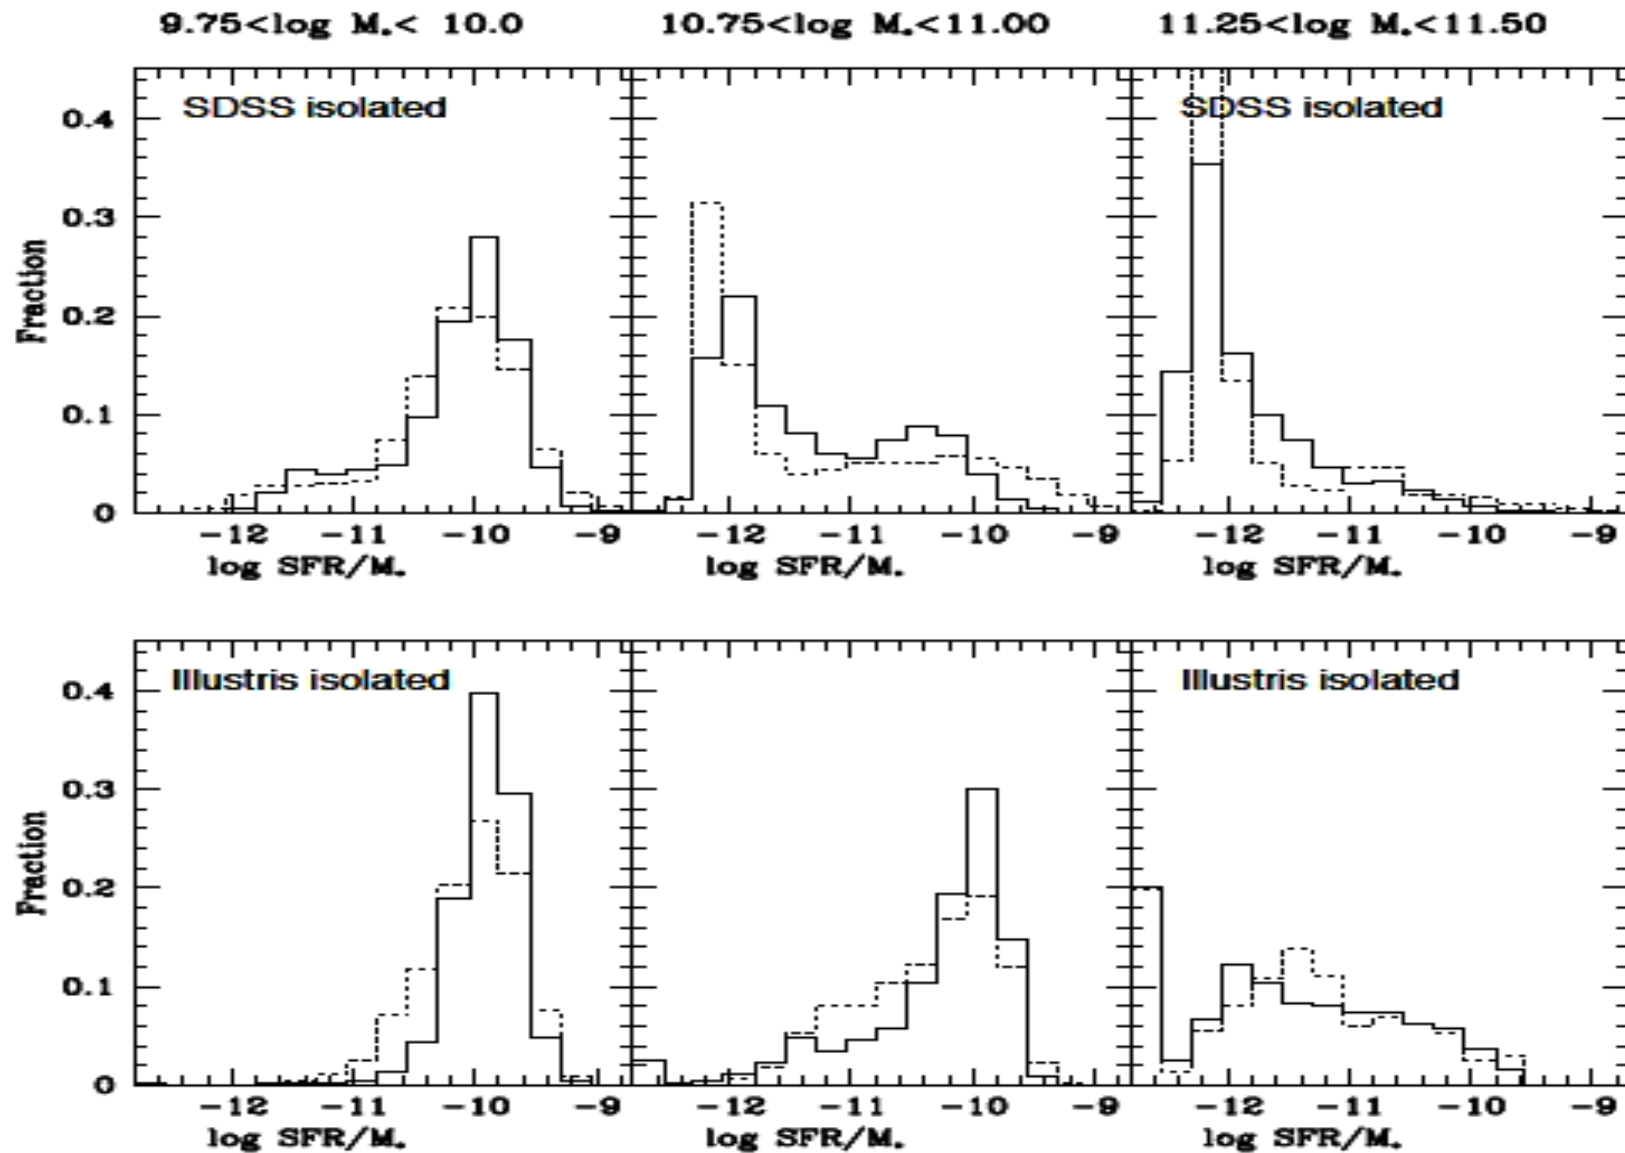 9.75<log M*< 10.0 10.75<log M*<11.00 11.25<log M*<11.50
SDSS isolated SDSS isolated
0.4
0.3
0.2
0.1
0
Fraction
-12 -11 -10 -9 -12 -11 -10 -9 -12 -11 -10 -9
log SFR/M* log SFR/M* log SFR/M*
Illustris isolated Illustris isolated
0.4
0.3
0.2
0.1
0
Fraction
-12 -11 -10 -9 -12 -11 -10 -9 -12 -11 -10 -9
log SFR/M* log SFR/M* log SFR/M*